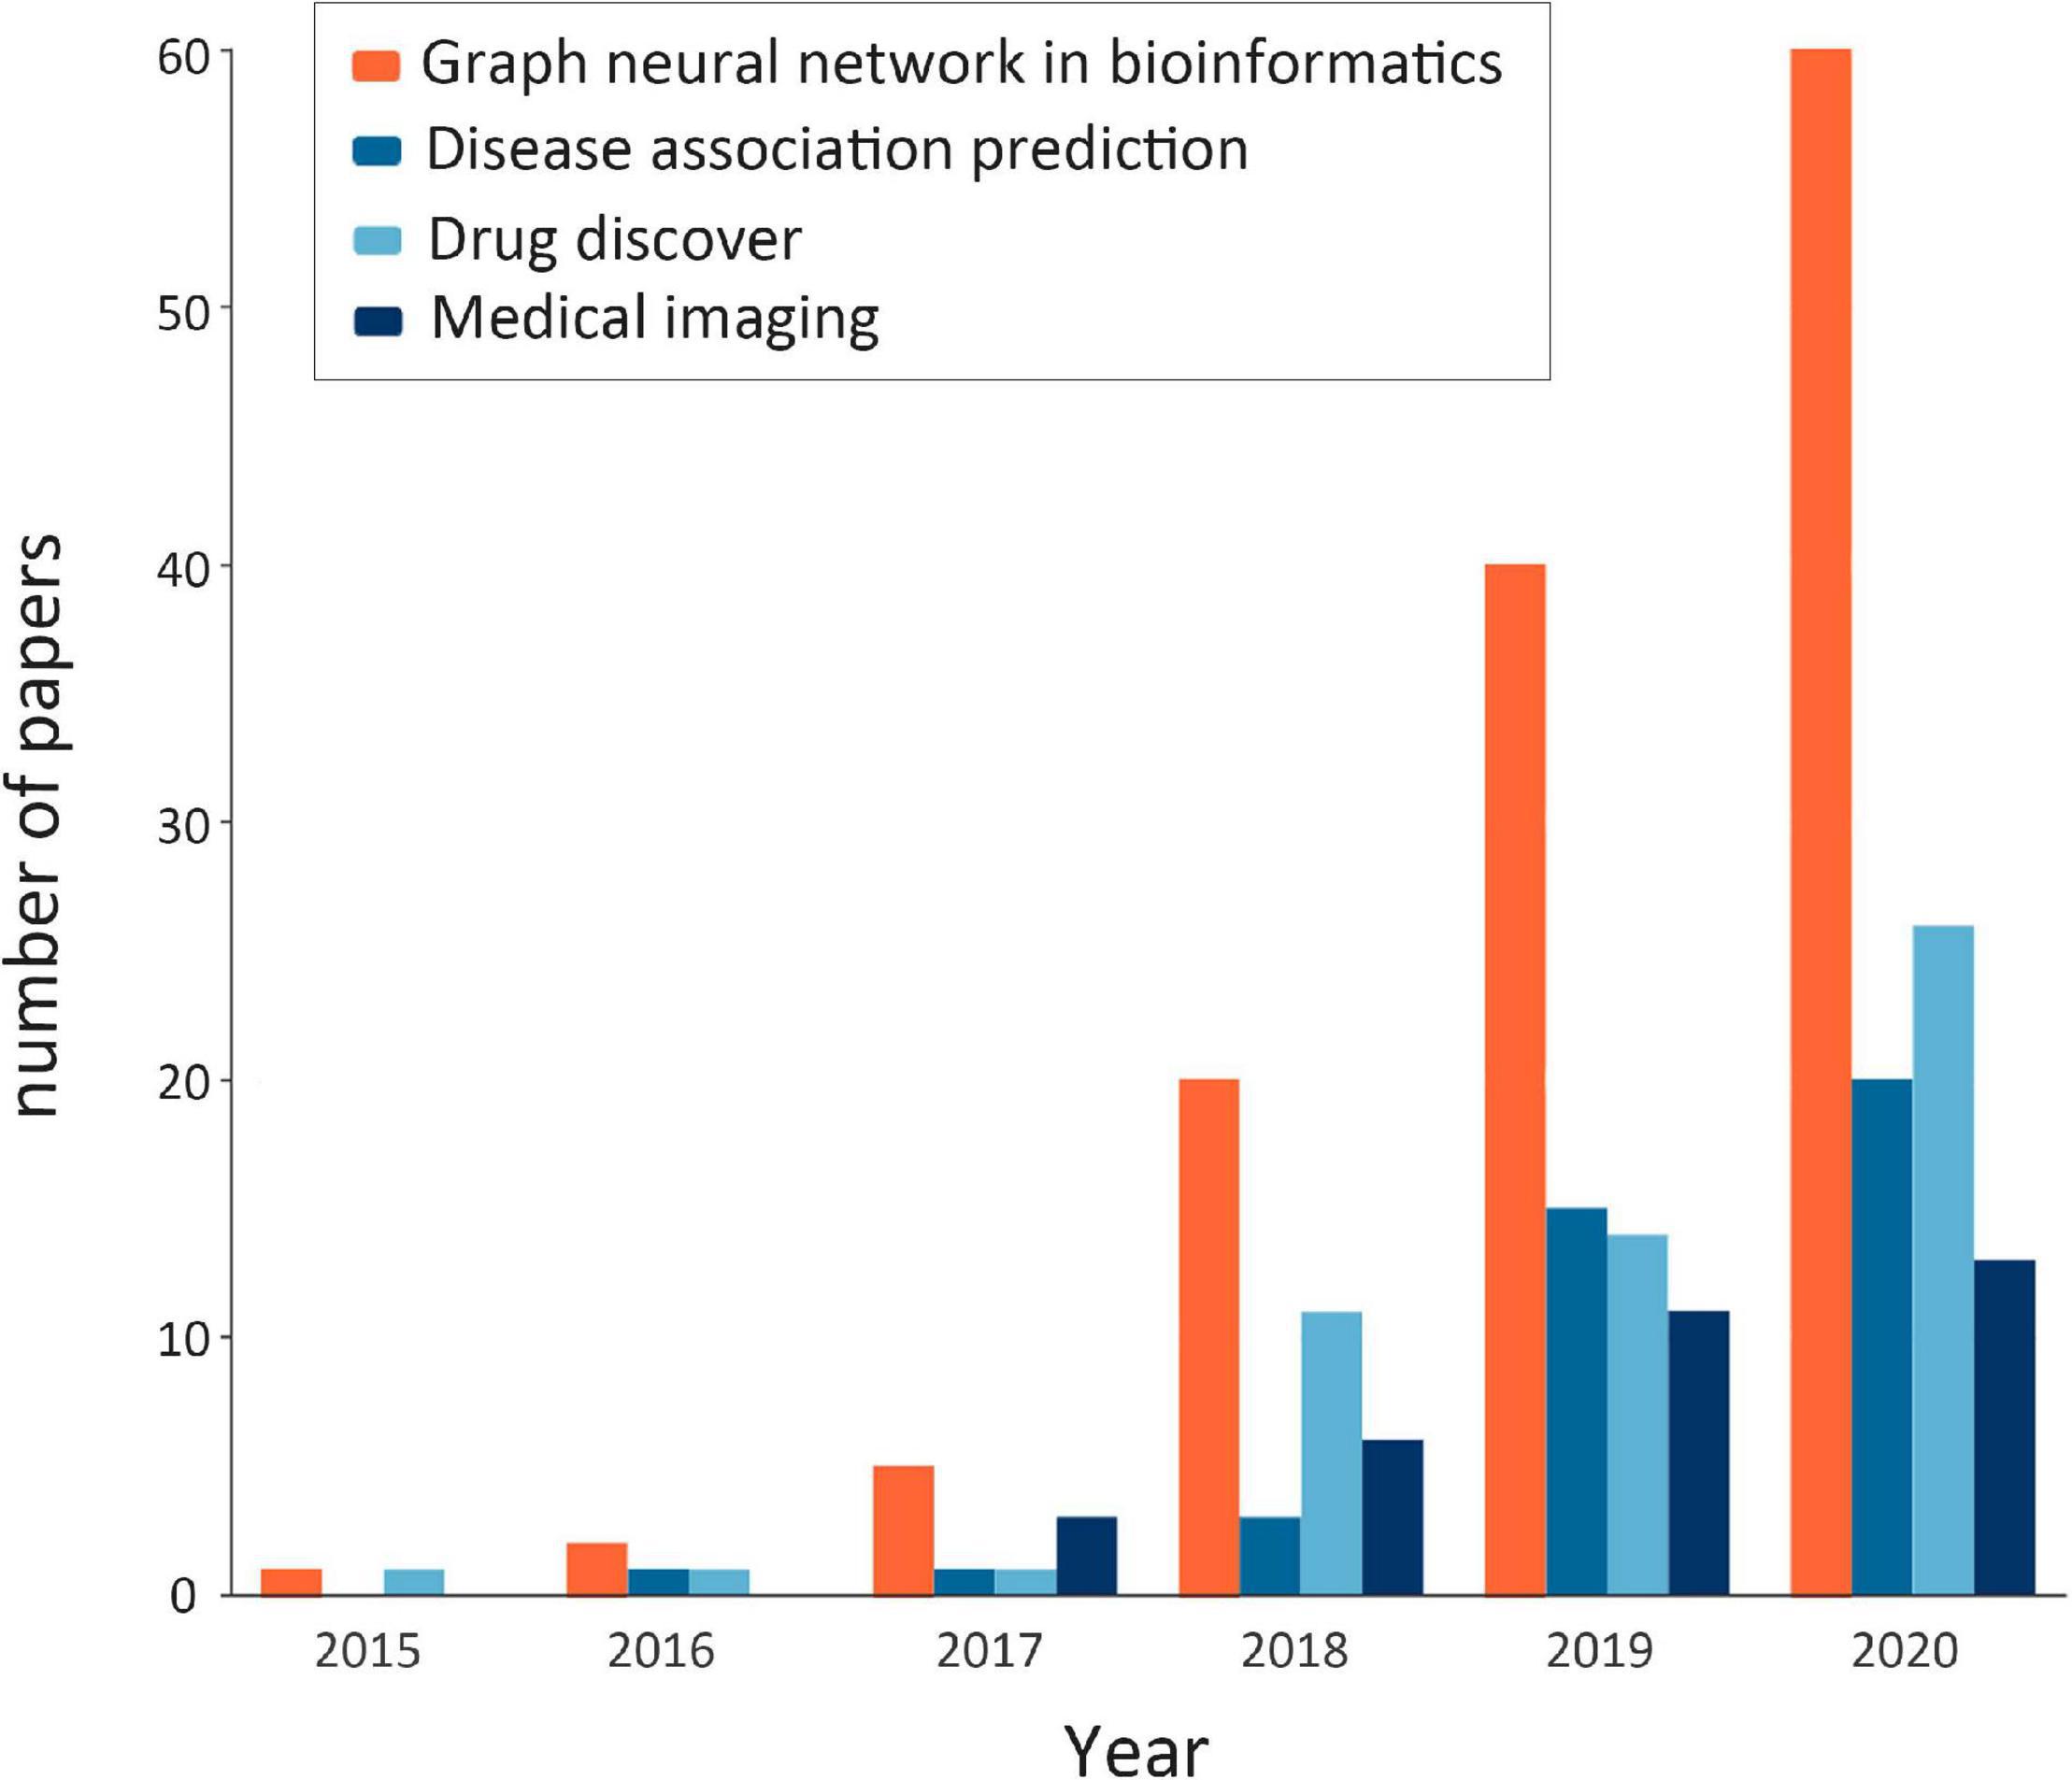 Graph neural network in bioinformatics
Disease association prediction
Drug discover
Medical imaging
number of papers
60
50
40
30
20
10
0
2015 2016 2017 2018 2019 2020
Year